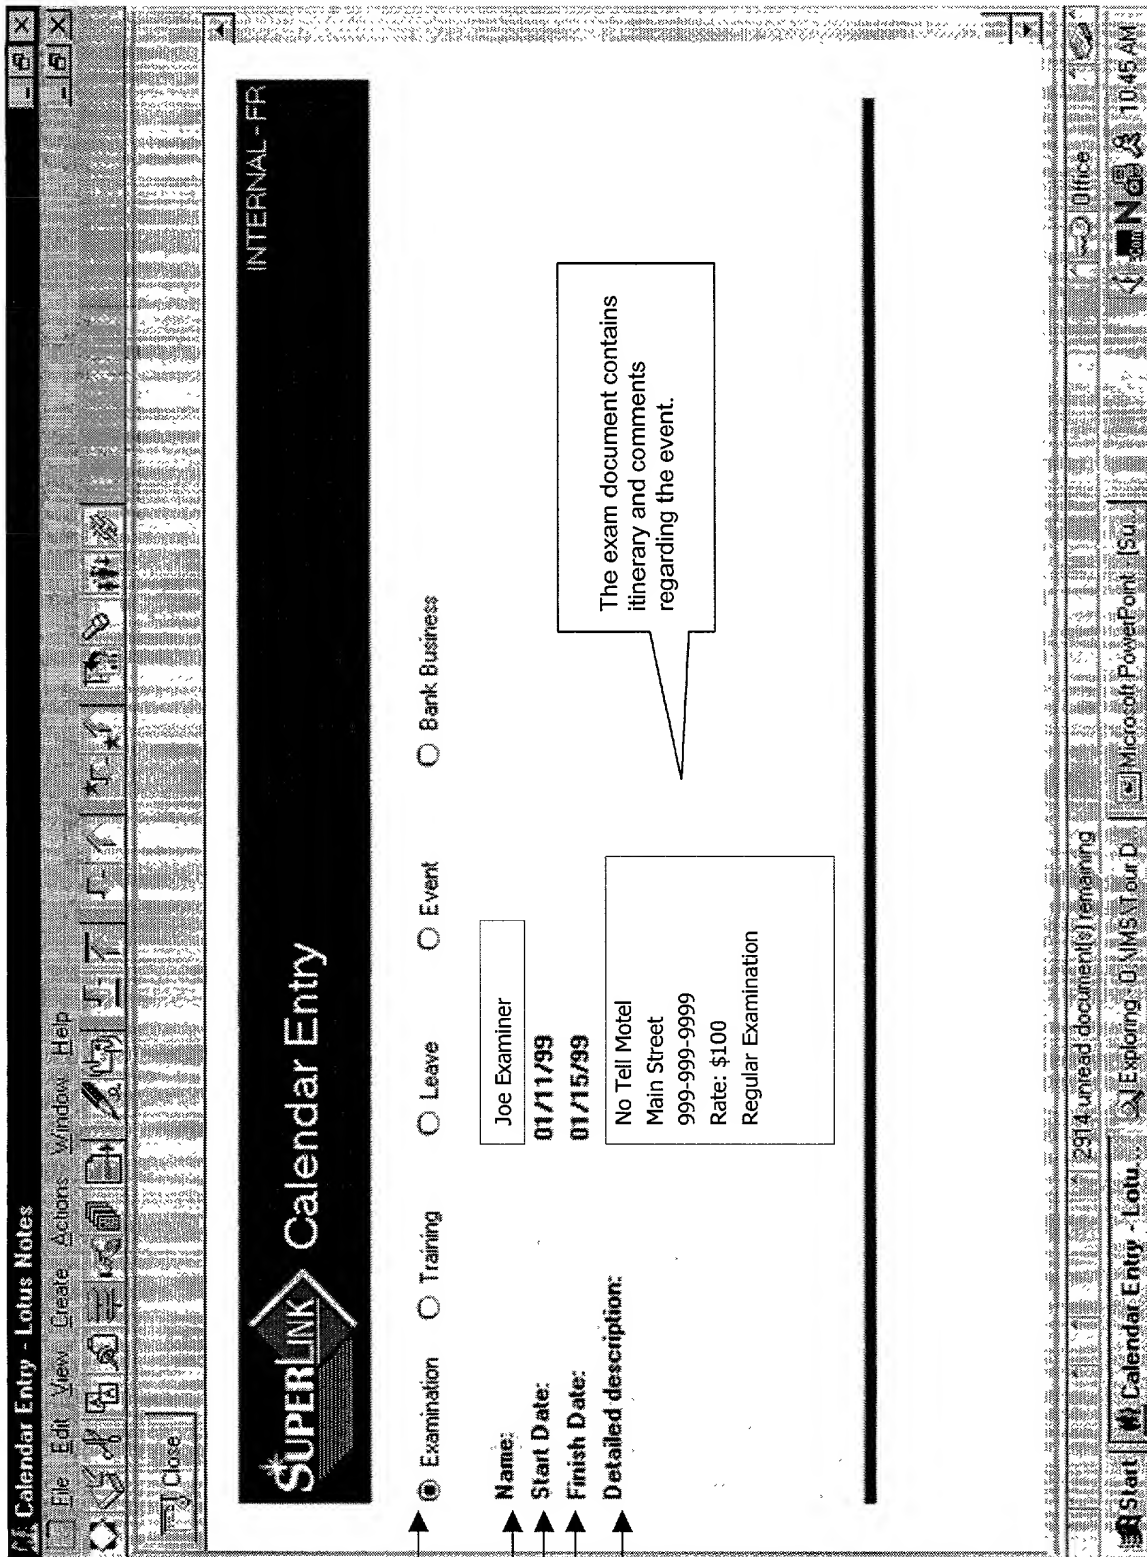 Calendar Entry - Lotus Notes
File Edit View Create Actions Window Help
Close
SUPERLINK Calendar Entry
INTERNAL-FR
Examination Training Leave Event Bank Business
Name: Joe Examiner
Start Date: 01/11/99
Finish Date: 01/15/99
Detailed description:
No Tell Motel
Main Street
999-999-9999
Rate: $100
Regular Examination
The exam document contains
itinerary and comments
regarding the event.
2914 unread document(s) remaining
Office
Start Calendar Entry - Lotu... Exploring - D:\IMS\Tour D... Microsoft PowerPoint - [Su... 10:45 AM